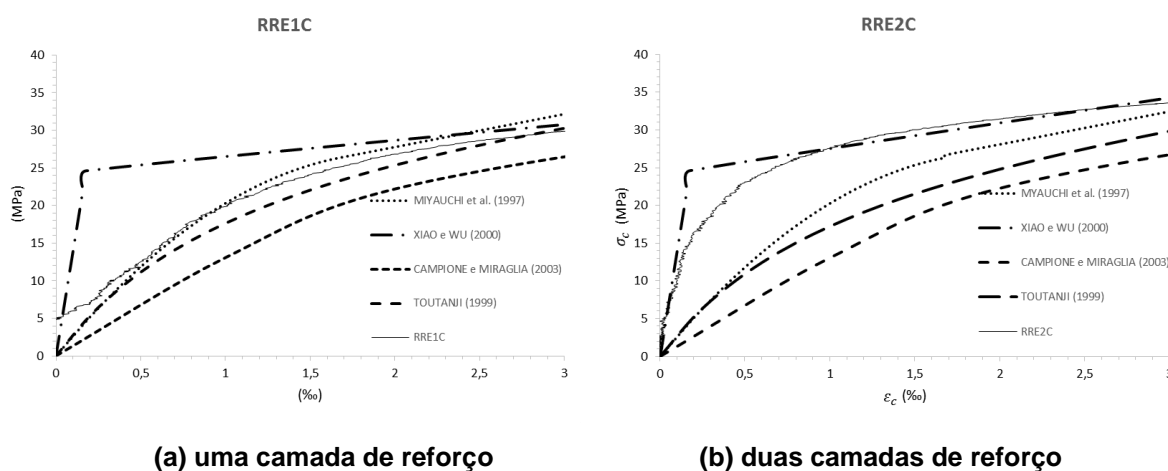 RRE1C
40
35
30
25
20
15
10
5
0
(MPa)
0
0,5
1
1,5
2
2,5
3
(‰)
MIYAUCHI et al. (1997)
XIAO e WU (2000)
CAMPIONE e MIRAGLIA (2003)
TOUTANJI (1999)
RRE1C
(a) uma camada de reforço
RRE2C
40
35
30
25
20
15
10
5
0
σc (MPa)
0
0,5
1
1,5
2
2,5
3
εc (‰)
MIYAUCHI et al. (1997)
XIAO e WU (2000)
CAMPIONE e MIRAGLIA (2003)
TOUTANJI (1999)
RRE2C
(b) duas camadas de reforço